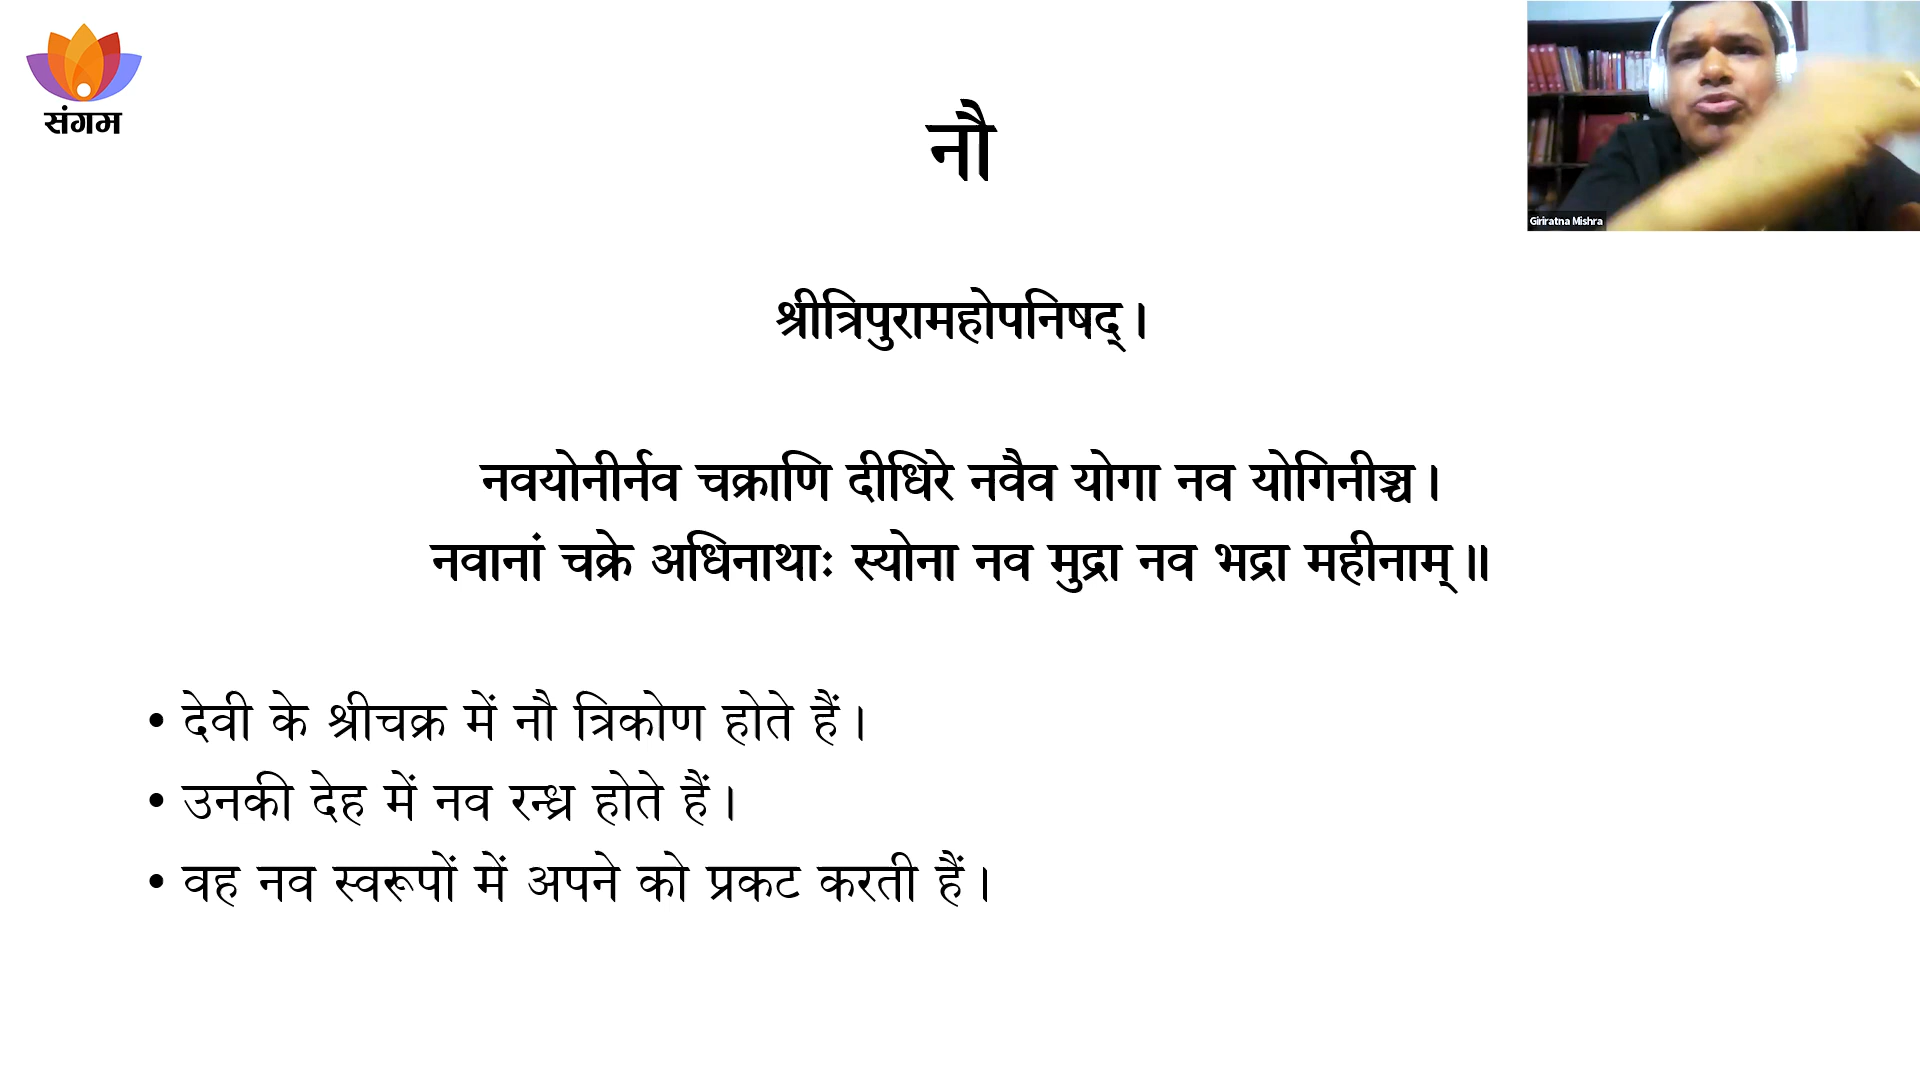 संगम
नौ
Giriratna Mishra
श्रीत्रिपुरामहोपनिषद्।
नवयोनीर्नव चक्राणि दीधिरे नवैव योगा नव योगिनीञ्च।
नवानां चक्रे अधिनाथाः स्योना नव मुद्रा नव भद्रा महीनाम्॥
• देवी के श्रीचक्र में नौ त्रिकोण होते हैं।
• उनकी देह में नव रन्ध्र होते हैं।
• वह नव स्वरूपों में अपने को प्रकट करती हैं।